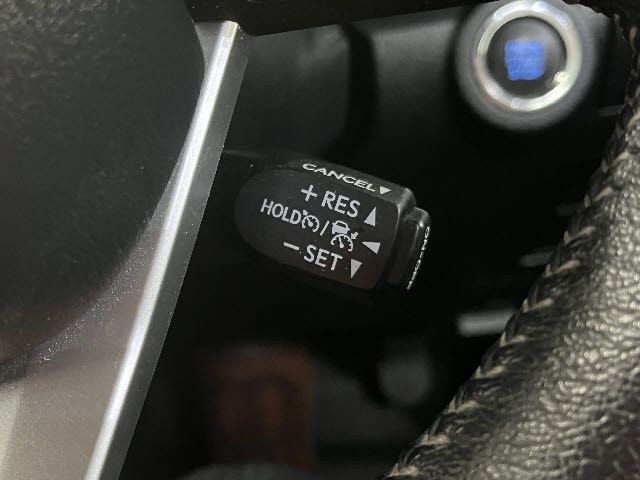 CANCEL▼
+ RES ▲
HOLD / ◀
− SET ▼